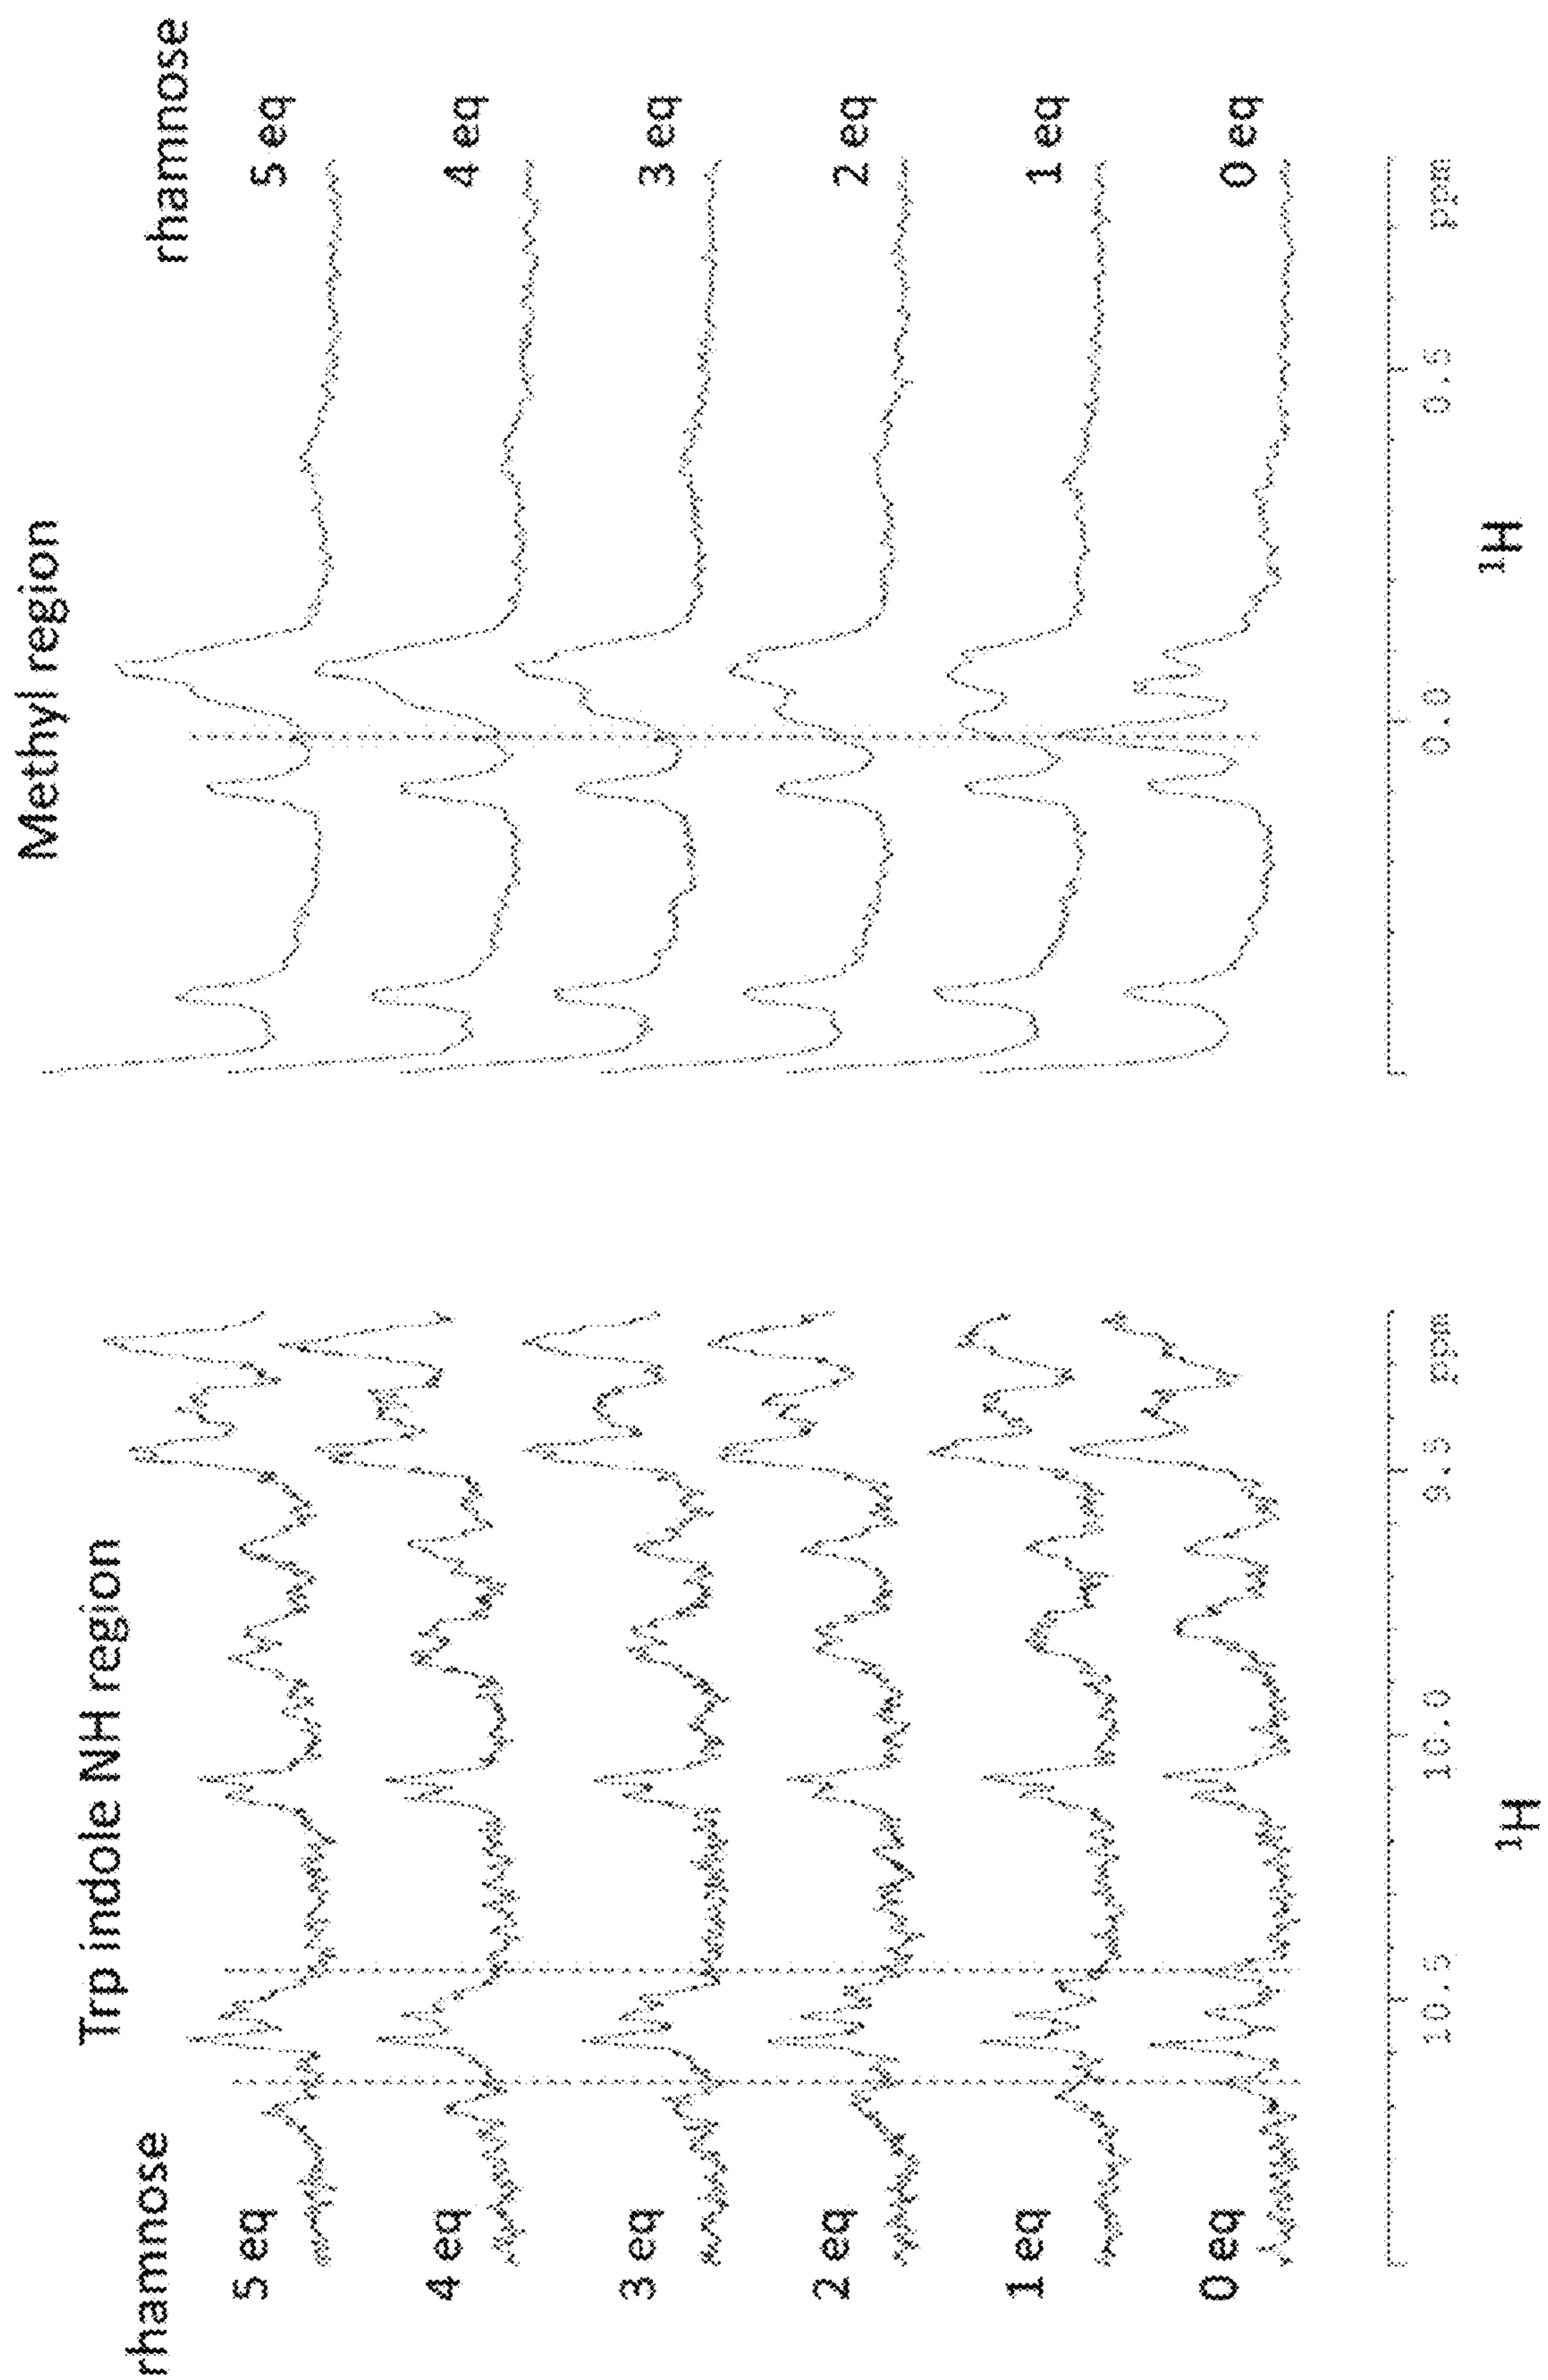 Trp indole NH region
rhamnose
5 eq
4 eq
3 eq
2 eq
1 eq
0 eq
10.5 10.0 9.5 ppm
¹H
Methyl region
rhamnose
5 eq
4 eq
3 eq
2 eq
1 eq
0 eq
0.0 0.5 ppm
¹H